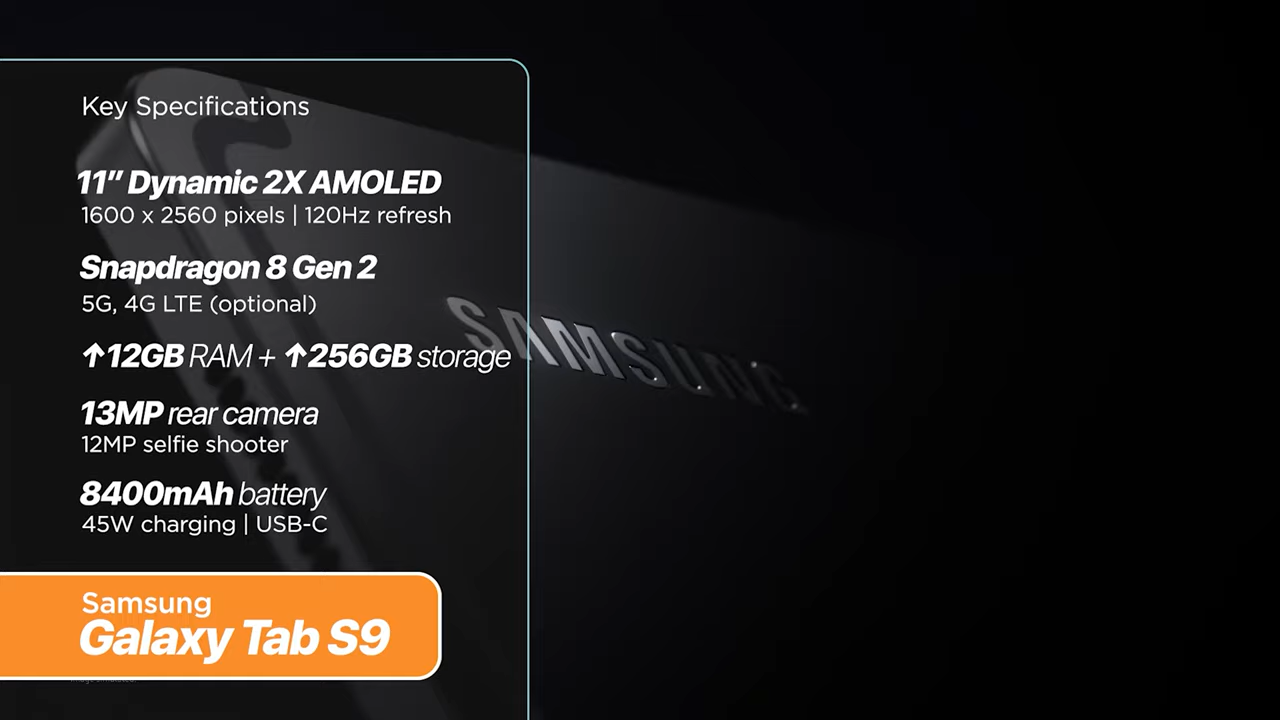 Key Specifications
11” Dynamic 2X AMOLED
1600 x 2560 pixels | 120Hz refresh
Snapdragon 8 Gen 2
5G, 4G LTE (optional)
↑12GB RAM + ↑256GB storage
13MP rear camera
12MP selfie shooter
8400mAh battery
45W charging | USB-C
Samsung
Galaxy Tab S9
SAMSUNG